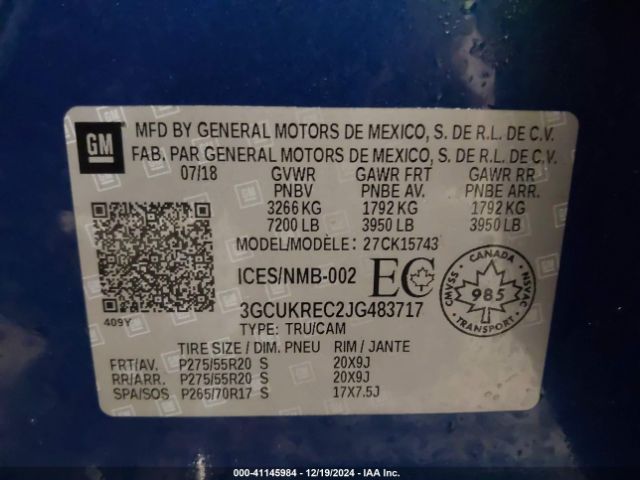 GM
MFD BY GENERAL MOTORS DE MEXICO, S. DE R.L. DE C.V.
FAB. PAR GENERAL MOTORS DE MEXICO, S. DE R.L. DE C.V.
07/18 GVWR GAWR FRT GAWR RR
PNBV PNBE AV. PNBE ARR.
3266 KG 1792 KG 1792 KG
7200 LB 3950 LB 3950 LB
MODEL/MODÈLE: 27CK15743
ICES/NMB-002 EC
CANADA
CMVSS 985 NSVAC
409Y
3GCUKREC2JG483717
TYPE: TRU/CAM
TIRE SIZE / DIM. PNEU RIM / JANTE
FRT/AV. P275/55R20 S 20X9J
RR/ARR. P275/55R20 S 20X9J
SPA/SOS P265/70R17 S 17X7.5J
000-41145984 - 12/19/2024 - IAA Inc.